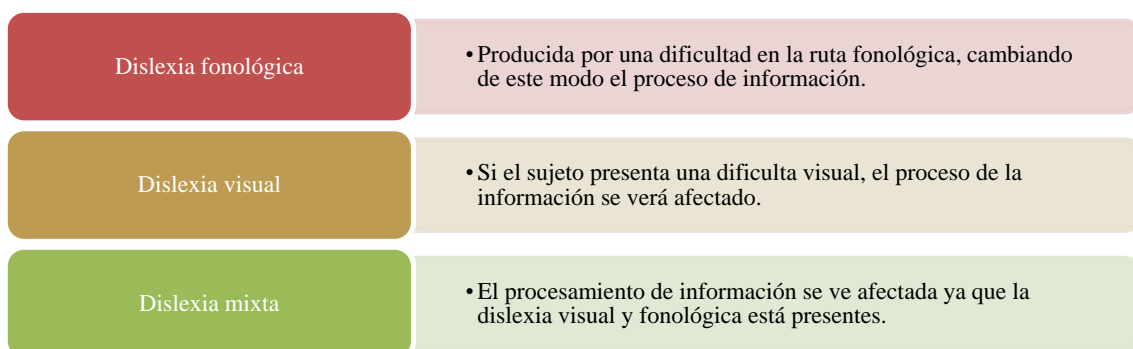 Dislexia fonológica
• Producida por una dificultad en la ruta fonológica, cambiando
de este modo el proceso de información.
Dislexia visual
• Si el sujeto presenta una dificulta visual, el proceso de la
información se verá afectado.
Dislexia mixta
• El procesamiento de información se ve afectada ya que la
dislexia visual y fonológica está presentes.